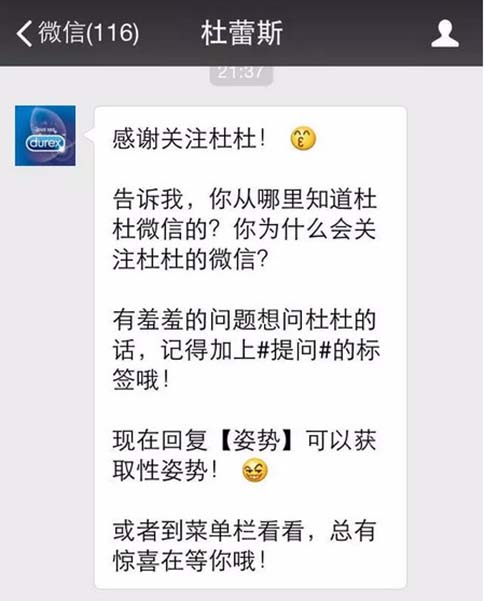 微信(116)
杜蕾斯
21:37
durex
感谢关注杜杜！
告诉我，你从哪里知道杜
杜微信的？你为什么会关
注杜杜的微信？
有羞羞的问题想问杜杜的
话，记得加上#提问#的标
签哦！
现在回复【姿势】可以获
取性姿势！
或者到菜单栏看看，总有
惊喜在等你哦！